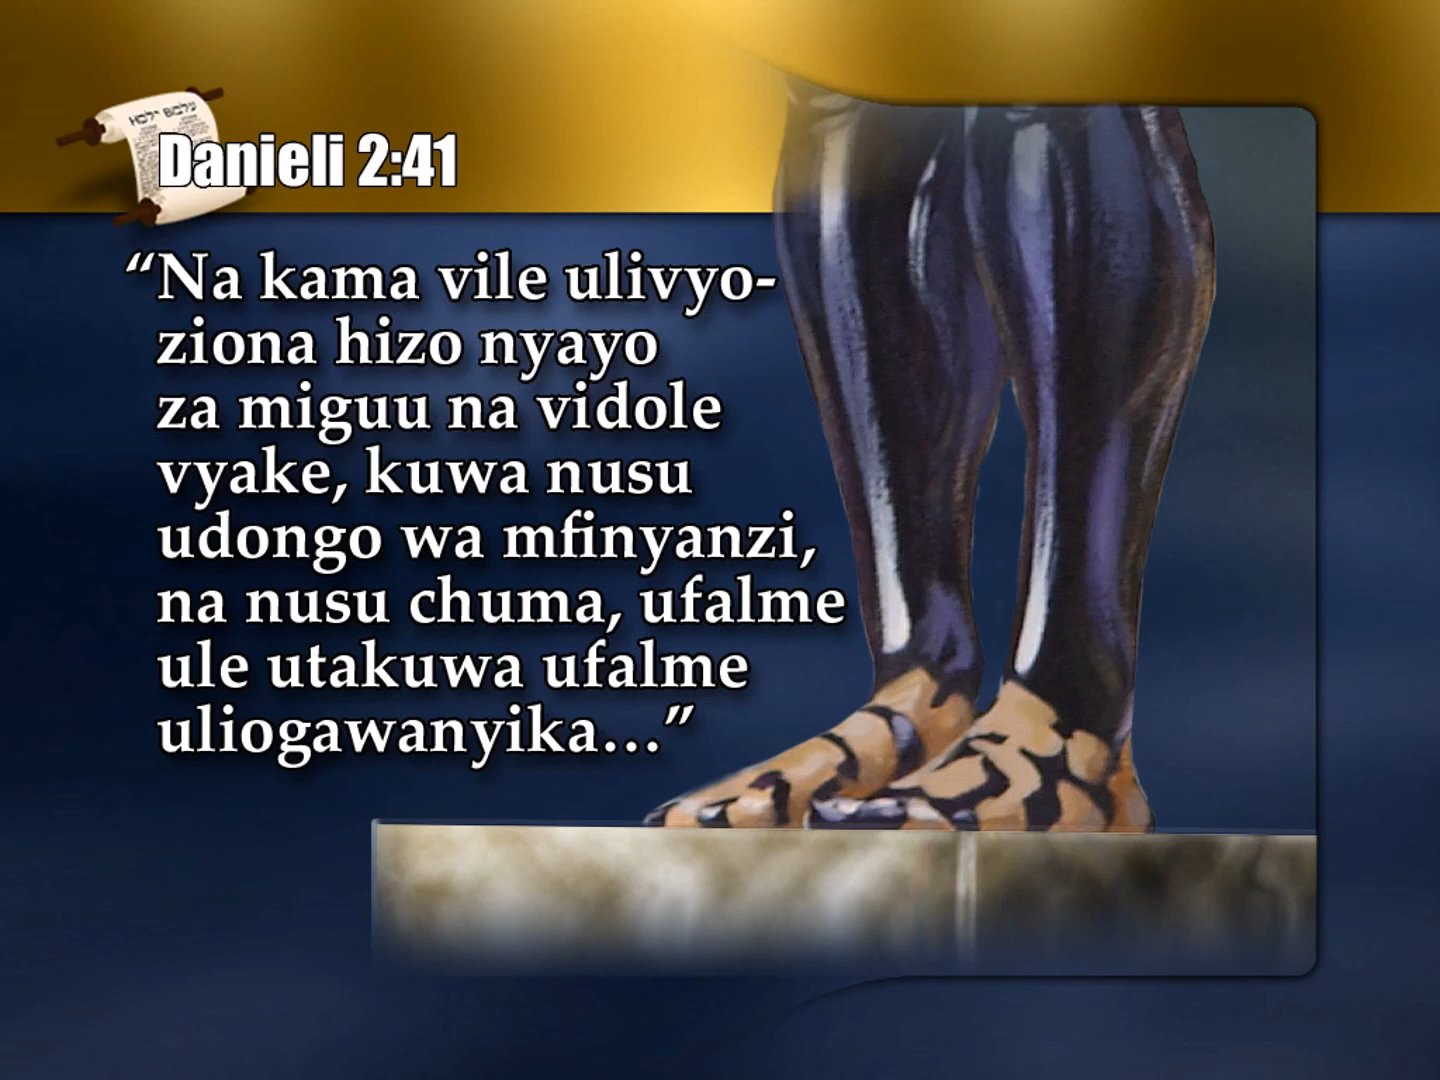 Danieli 2:41
“Na kama vile ulivyo-
ziona hizo nyayo
za miguu na vidole
vyake, kuwa nusu
udongo wa mfinyanzi,
na nusu chuma, ufalme
ule utakuwa ufalme
uliogawanyika…”